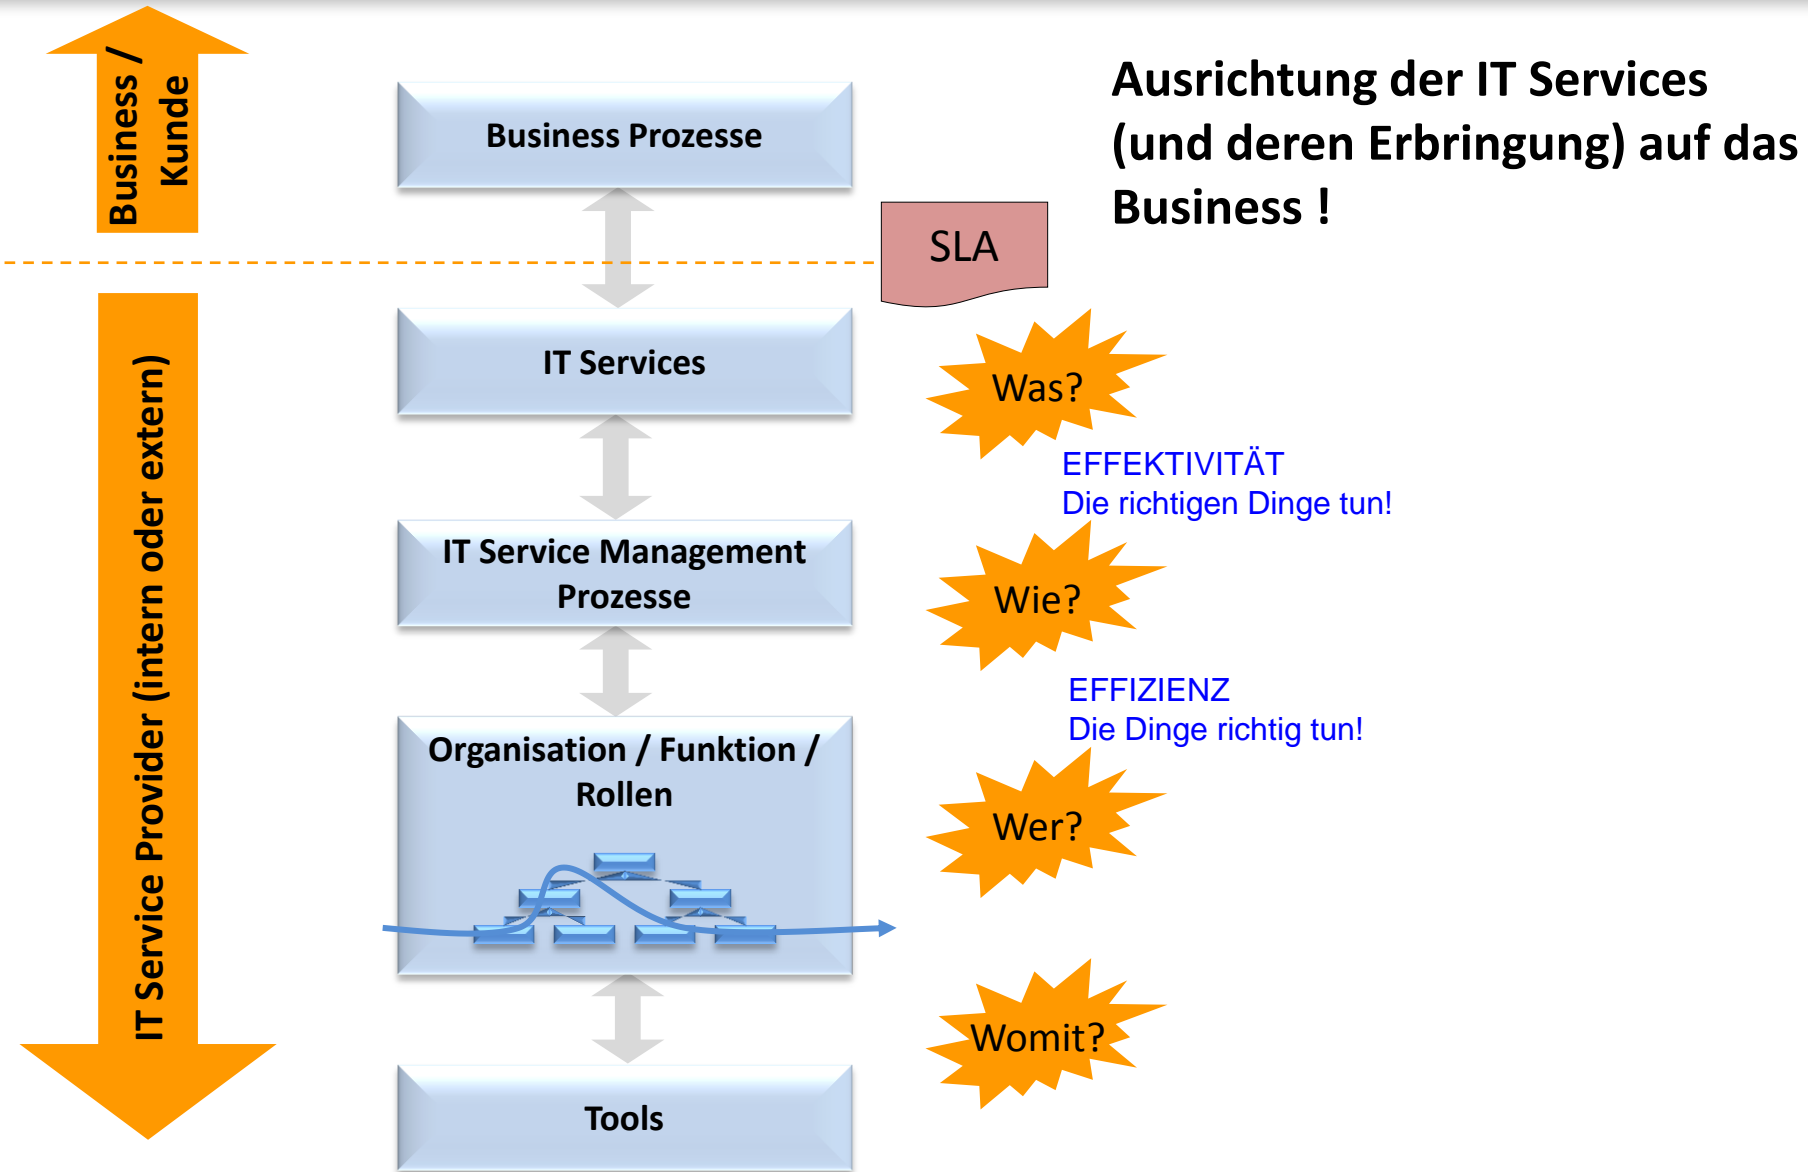 Business /
Kunde
Business Prozesse
Ausrichtung der IT Services
(und deren Erbringung) auf das
Business !
SLA
IT Service Provider (intern oder extern)
IT Services
Was?
EFFEKTIVITÄT
Die richtigen Dinge tun!
IT Service Management
Prozesse
Wie?
EFFIZIENZ
Die Dinge richtig tun!
Organisation / Funktion /
Rollen
Wer?
Womit?
Tools